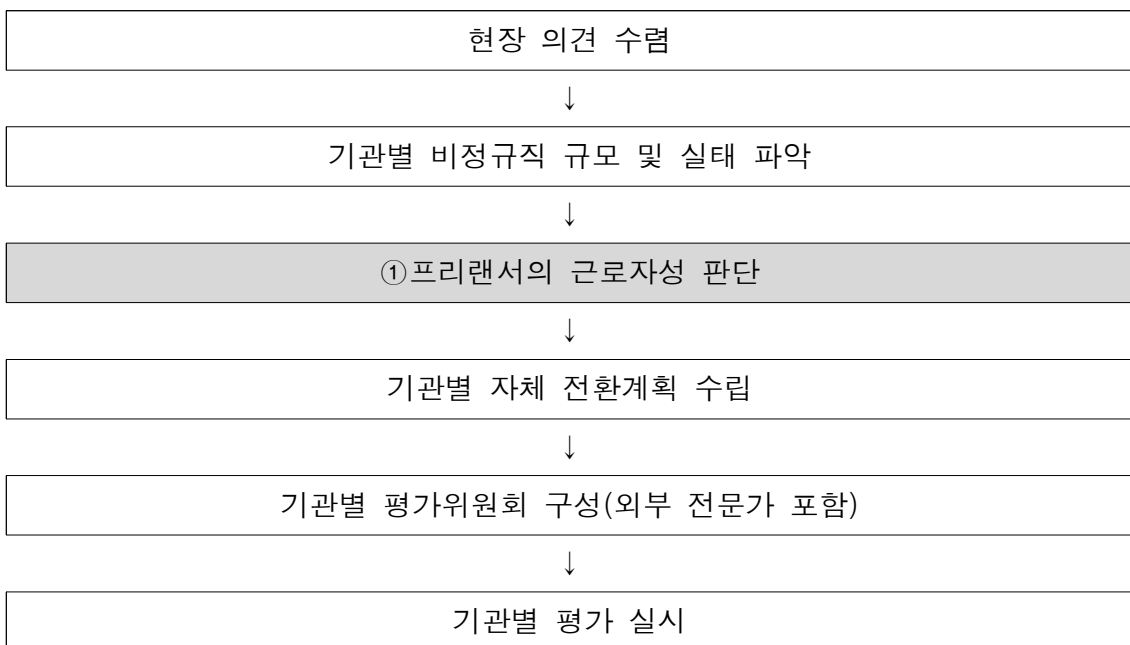 현장 의견 수렴
↓
기관별 비정규직 규모 및 실태 파악
↓
①프리랜서의 근로자성 판단
↓
기관별 자체 전환계획 수립
↓
기관별 평가위원회 구성(외부 전문가 포함)
↓
기관별 평가 실시